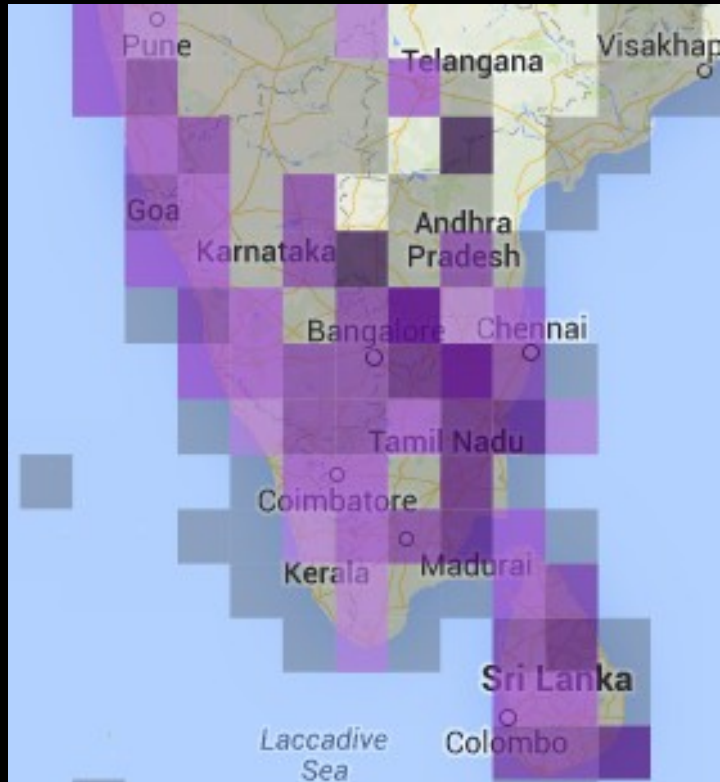 Pune
Telangana
Visakhap
Goa
Andhra
Pradesh
Karnataka
Bangalore
Chennai
Tamil Nadu
Coimbatore
Kerala
Madurai
Sri Lanka
Colombo
Laccadive
Sea